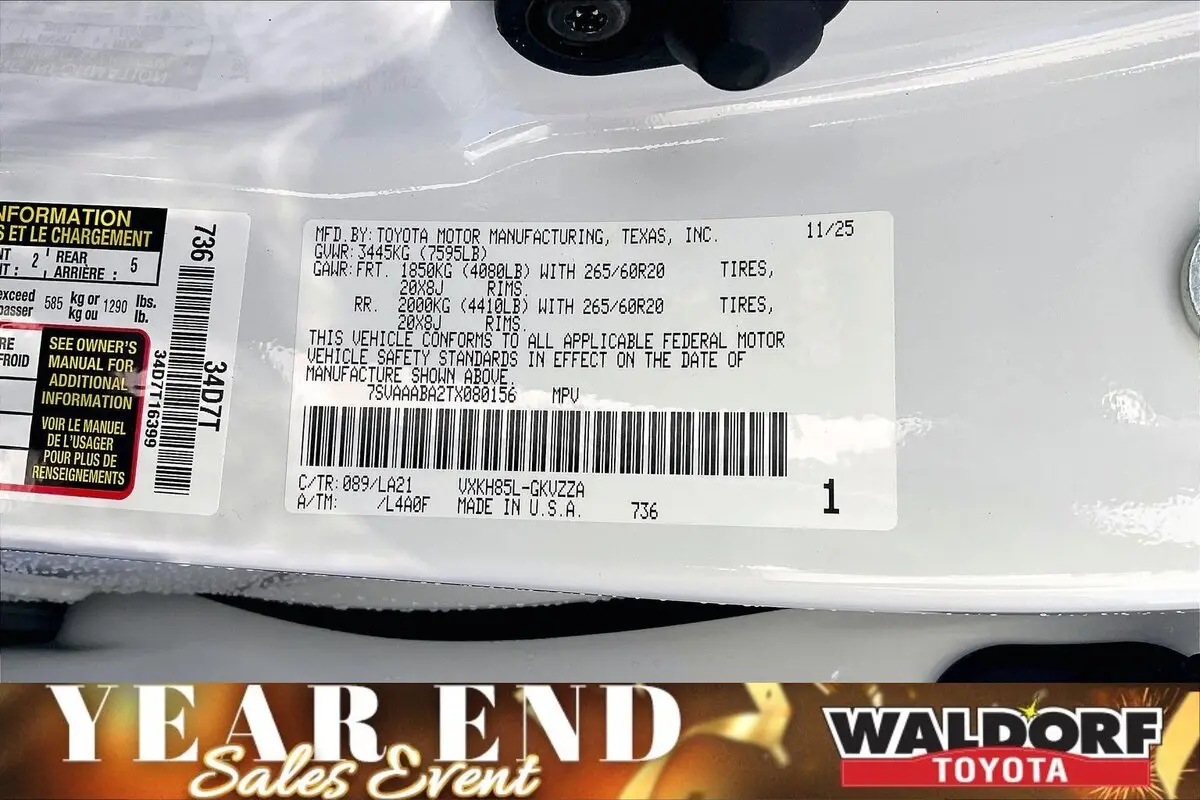 NFORMATION
S ET LE CHARGEMENT
NT : 2 REAR ARRIÈRE : 5
exceed 585 kg or 1290 lbs.
passer kg ou lb.
RE
FROID
SEE OWNER'S
MANUAL FOR
ADDITIONAL
INFORMATION
VOIR LE MANUEL
DE L'USAGER
POUR PLUS DE
RENSEIGNEMENTS
736
34D7T
34D7T16399
MFD.BY:TOYOTA MOTOR MANUFACTURING, TEXAS, INC. 11/25
GVWR:3445KG (7595LB)
GAWR:FRT. 1850KG (4080LB) WITH 265/60R20 TIRES,
20X8J RIMS.
RR. 2000KG (4410LB) WITH 265/60R20 TIRES,
20X8J RIMS.
THIS VEHICLE CONFORMS TO ALL APPLICABLE FEDERAL MOTOR
VEHICLE SAFETY STANDARDS IN EFFECT ON THE DATE OF
MANUFACTURE SHOWN ABOVE.
7SVAAABA2TX080156 MPV
C/TR:089/LA21 VXKH85L-GKVZZA
A/TM: /L4A0F MADE IN U.S.A. 736 1
YEAR END
Sales Event
WALDORF
TOYOTA